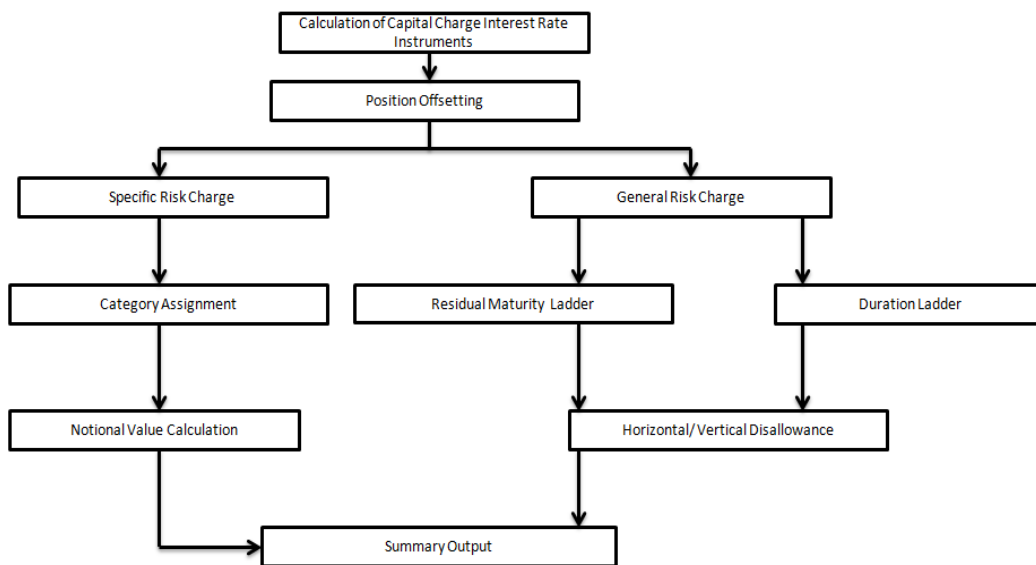 Calculation of Capital Charge Interest Rate
Instruments
Position Offsetting
Specific Risk Charge
General Risk Charge
Category Assignment
Residual Maturity Ladder
Duration Ladder
Notional Value Calculation
Horizontal/ Vertical Disallowance
Summary Output